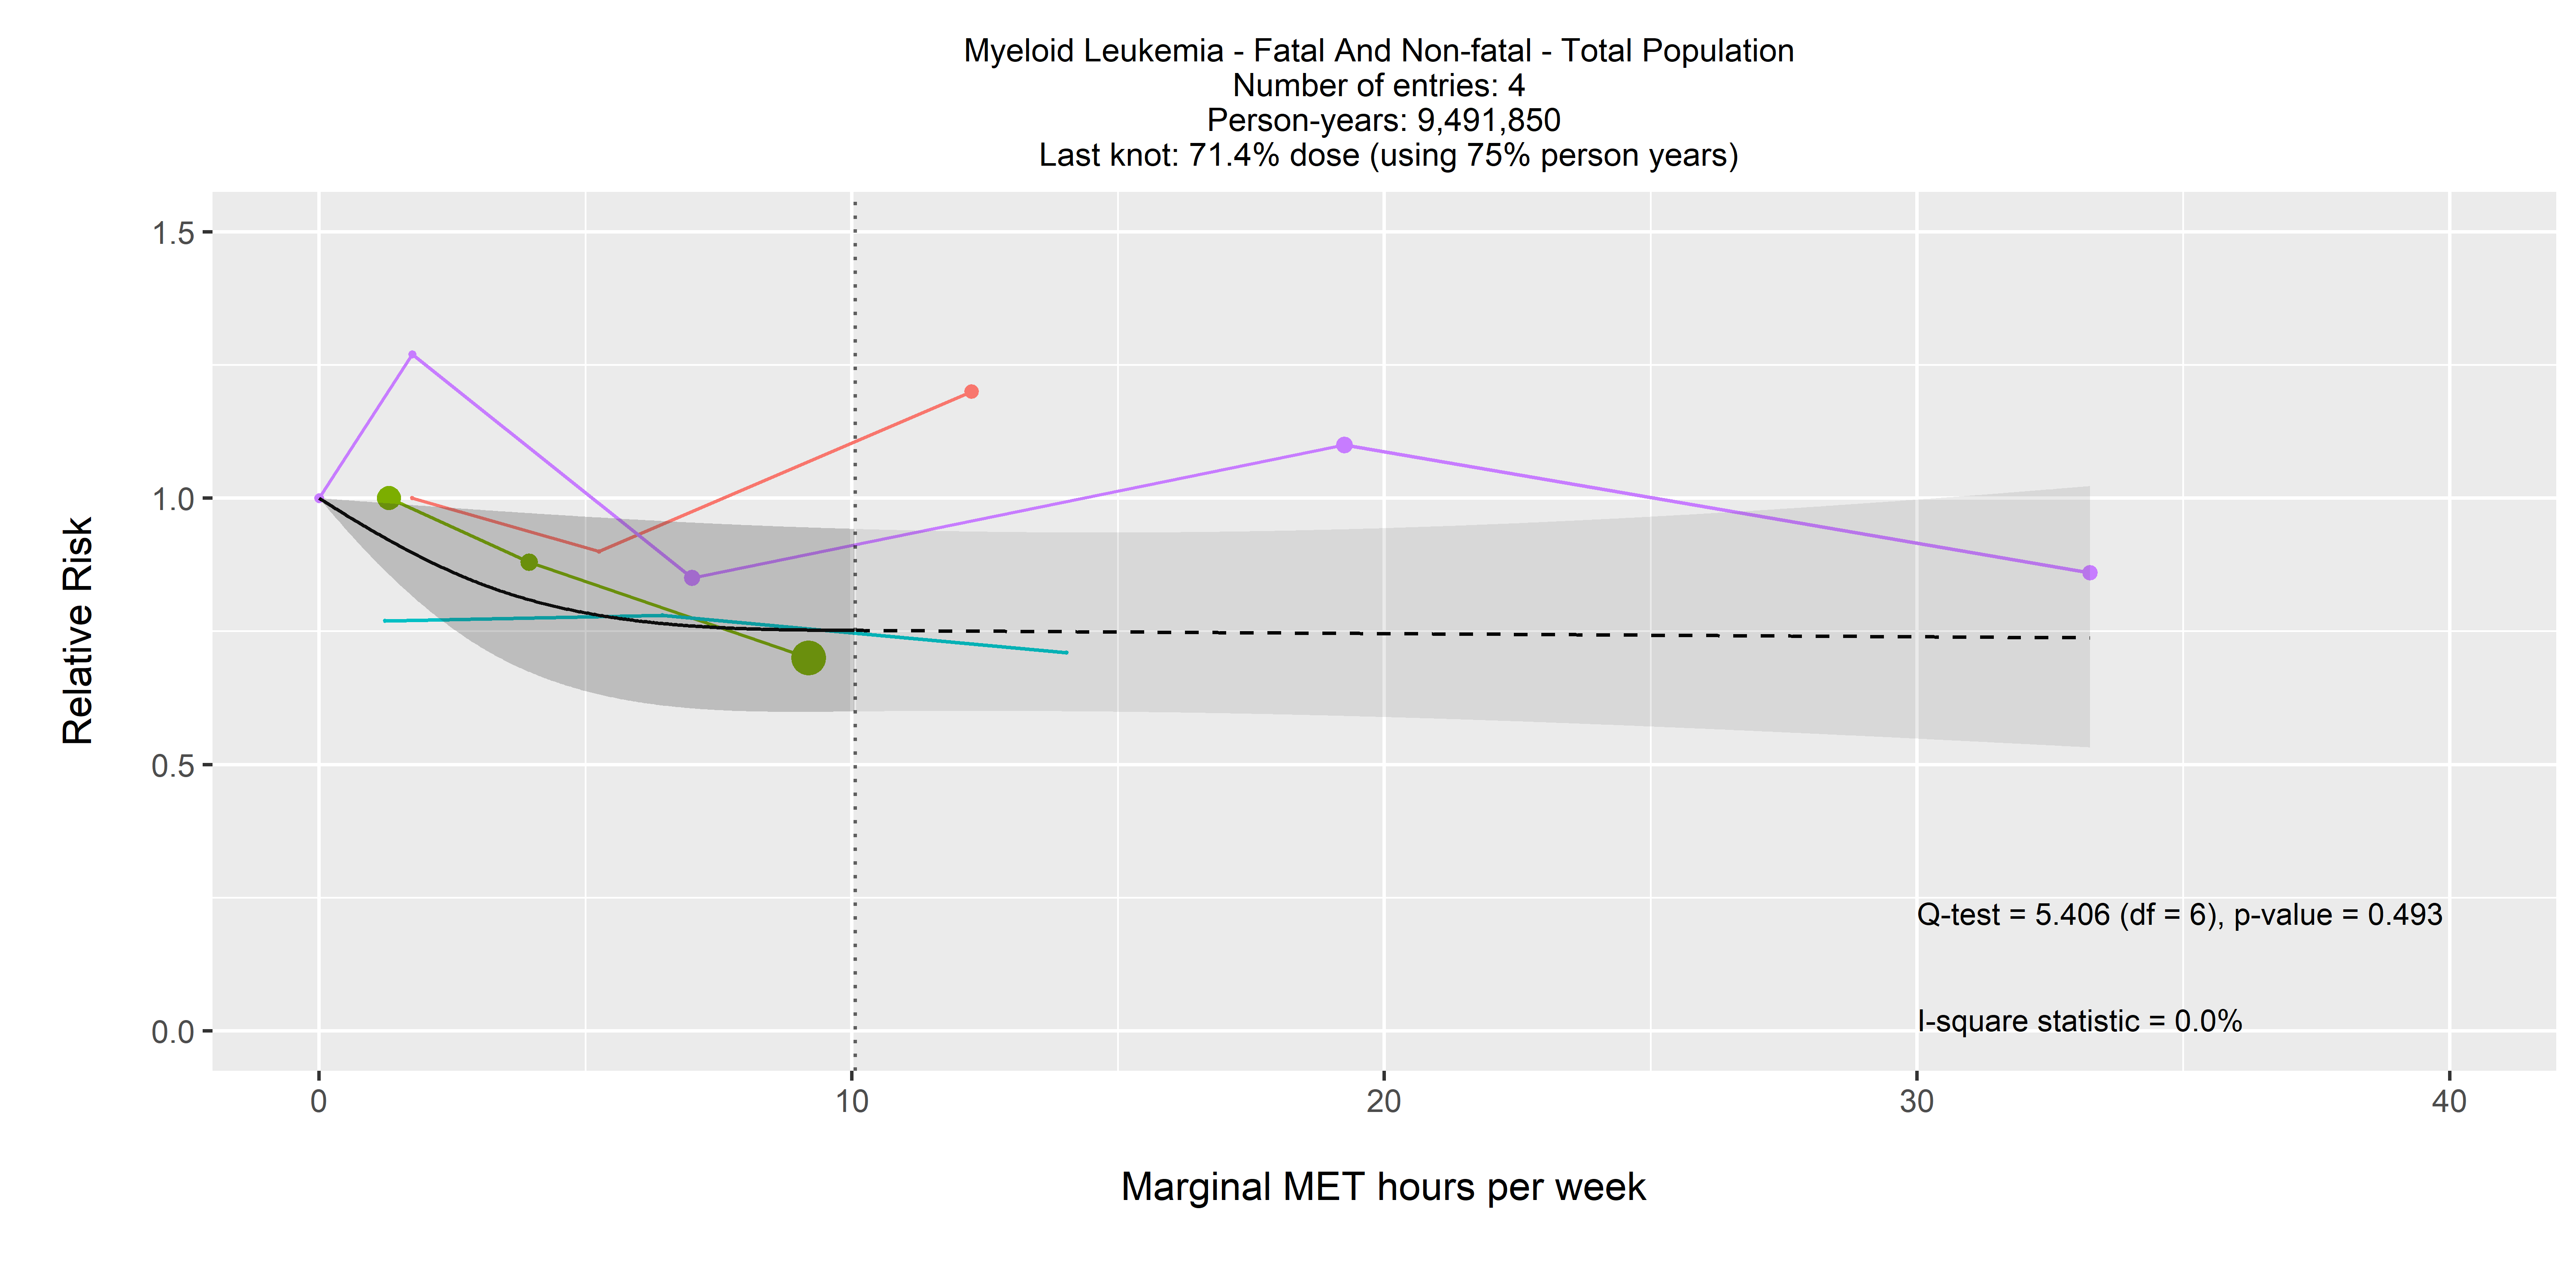 Myeloid Leukemia - Fatal And Non-fatal - Total Population
Number of entries: 4
Person-years: 9,491,850
Last knot: 71.4% dose (using 75% person years)
1.5
1.0
0.5
0.0
Relative Risk
Q-test = 5.406 (df = 6), p-value = 0.493
I-square statistic = 0.0%
0 10 20 30 40
Marginal MET hours per week